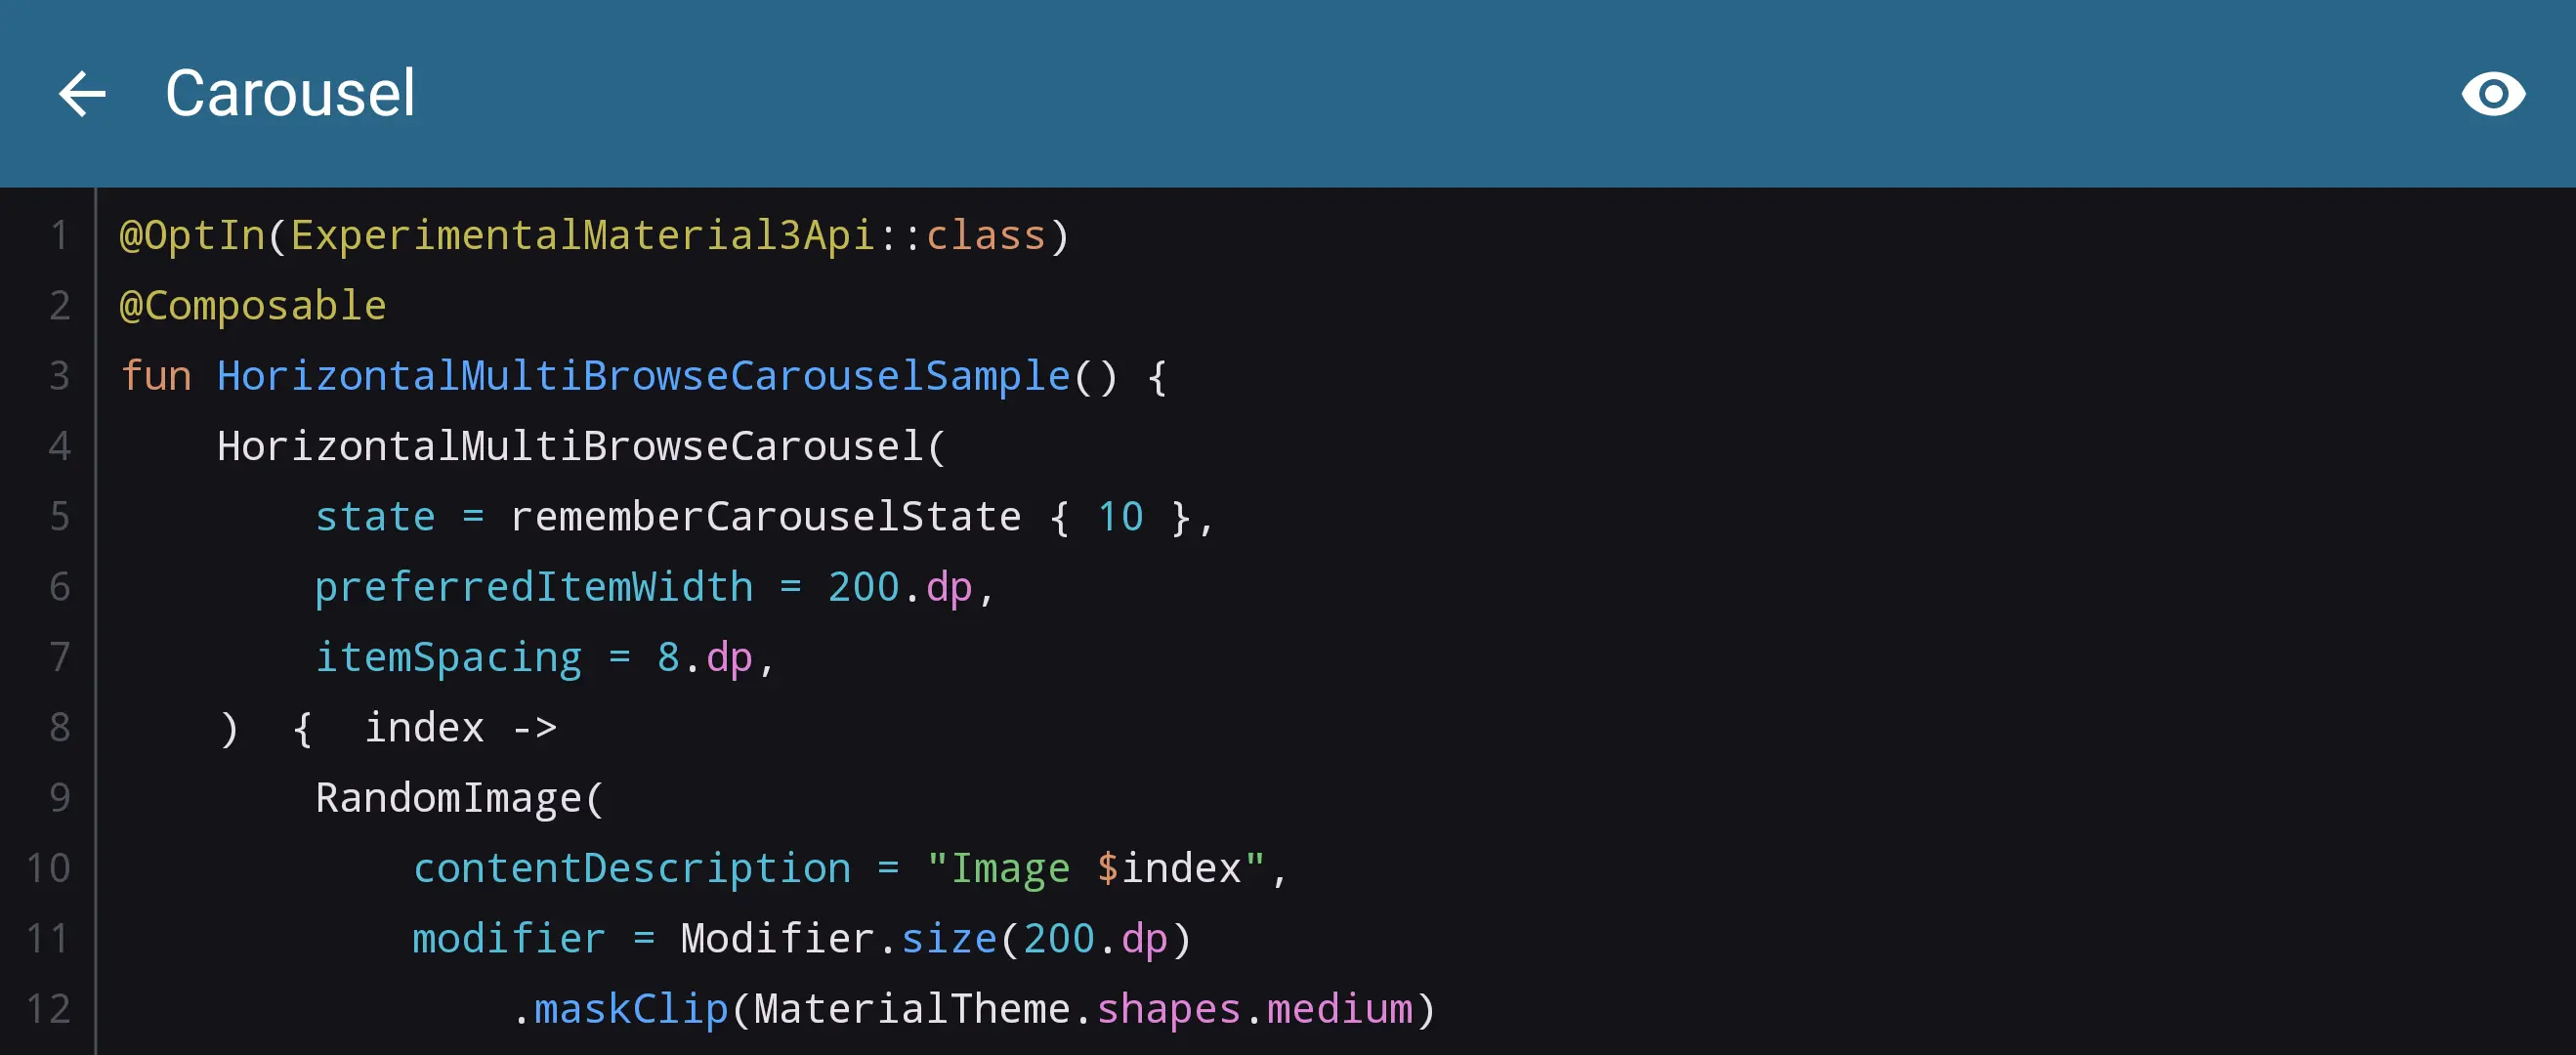 Carousel
1 @OptIn(ExperimentalMaterial3Api::class)
2 @Composable
3 fun HorizontalMultiBrowseCarouselSample() {
4     HorizontalMultiBrowseCarousel(
5         state = rememberCarouselState { 10 },
6         preferredItemWidth = 200.dp,
7         itemSpacing = 8.dp,
8     )  {  index ->
9         RandomImage(
10             contentDescription = "Image $index",
11             modifier = Modifier.size(200.dp)
12                 .maskClip(MaterialTheme.shapes.medium)